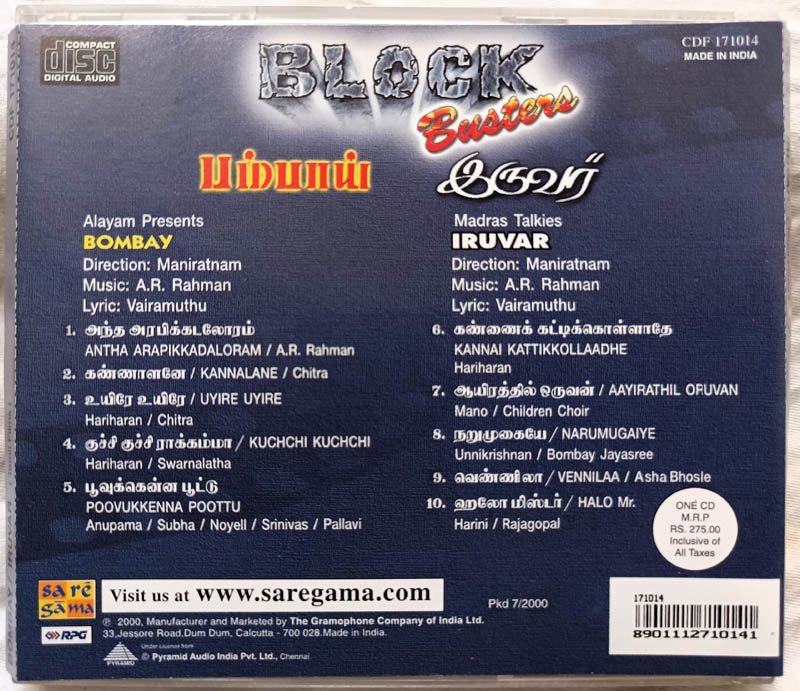 COMPACT
disc
DIGITAL AUDIO
BLOCK
Busters
CDF 171014
MADE IN INDIA
பம்பாய்
இருவர்
Alayam Presents
BOMBAY
Direction: Maniratnam
Music: A.R. Rahman
Lyric: Vairamuthu
1. அந்த அரபிக்கடலோரம்
ANTHA ARAPIKKADALORAM / A.R. Rahman
2. கண்ணாளனே / KANNALANE / Chitra
3. உயிரே உயிரே / UYIRE UYIRE
Hariharan / Chitra
4. குச்சி குச்சி ராக்கம்மா / KUCHCHI KUCHCHI
Hariharan / Swarnalatha
5. பூவுக்கென்ன பூட்டு
POOVUKKENNA POOTTU
Anupama / Subha / Noyell / Srinivas / Pallavi
Madras Talkies
IRUVAR
Direction: Maniratnam
Music: A.R. Rahman
Lyric: Vairamuthu
6. கண்ணைக் கட்டிக்கொள்ளாதே
KANNAI KATTIKKOLLAADHE
Hariharan
7. ஆயிரத்தில் ஒருவன் / AAYIRATHIL ORUVAN
Mano / Children Choir
8. நறுமுகையே / NARUMUGAIYE
Unnikrishnan / Bombay Jayasree
9. வெண்ணிலா / VENNILAA / Asha Bhosle
10. ஹலோ மிஸ்டர் / HALO Mr.
Harini / Rajagopal
ONE CD
M.R.P
RS. 275.00
Inclusive of
All Taxes
sa rē
gā ma
RPG
Visit us at www.saregama.com
Pkd 7/2000
℗ 2000, Manufacturer and Marketed by The Gramophone Company of India Ltd.
33, Jessore Road, Dum Dum, Calcutta - 700 028. Made in India.
Under Licence from
© Pyramid Audio India Pvt. Ltd., Chennai
PYRAMID
171014
8901112710141